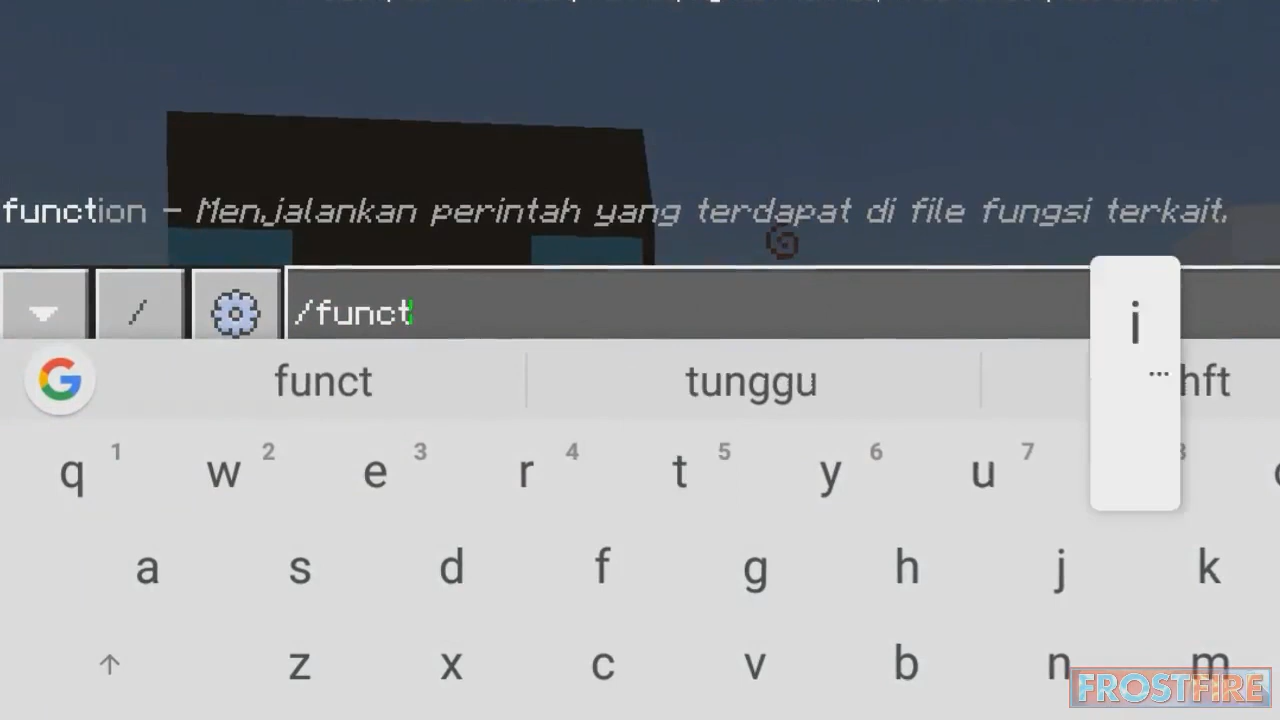 function - Menjalankan perintah yang terdapat di file fungsi terkait.
/
/funct
i
funct
tunggu
hft
q 1 w 2 e 3 r 4 t 5 y 6 u 7
a s d f g h j k
z x c v b n m
FROSTFIRE